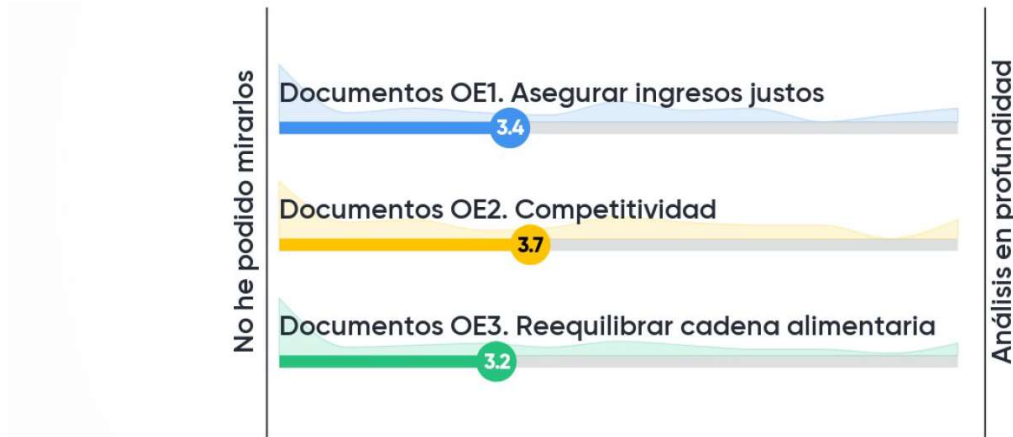 No he podido mirarlos
Documentos OE1. Asegurar ingresos justos
3.4
Documentos OE2. Competitividad
3.7
Documentos OE3. Reequilibrar cadena alimentaria
3.2
Análisis en profundidad